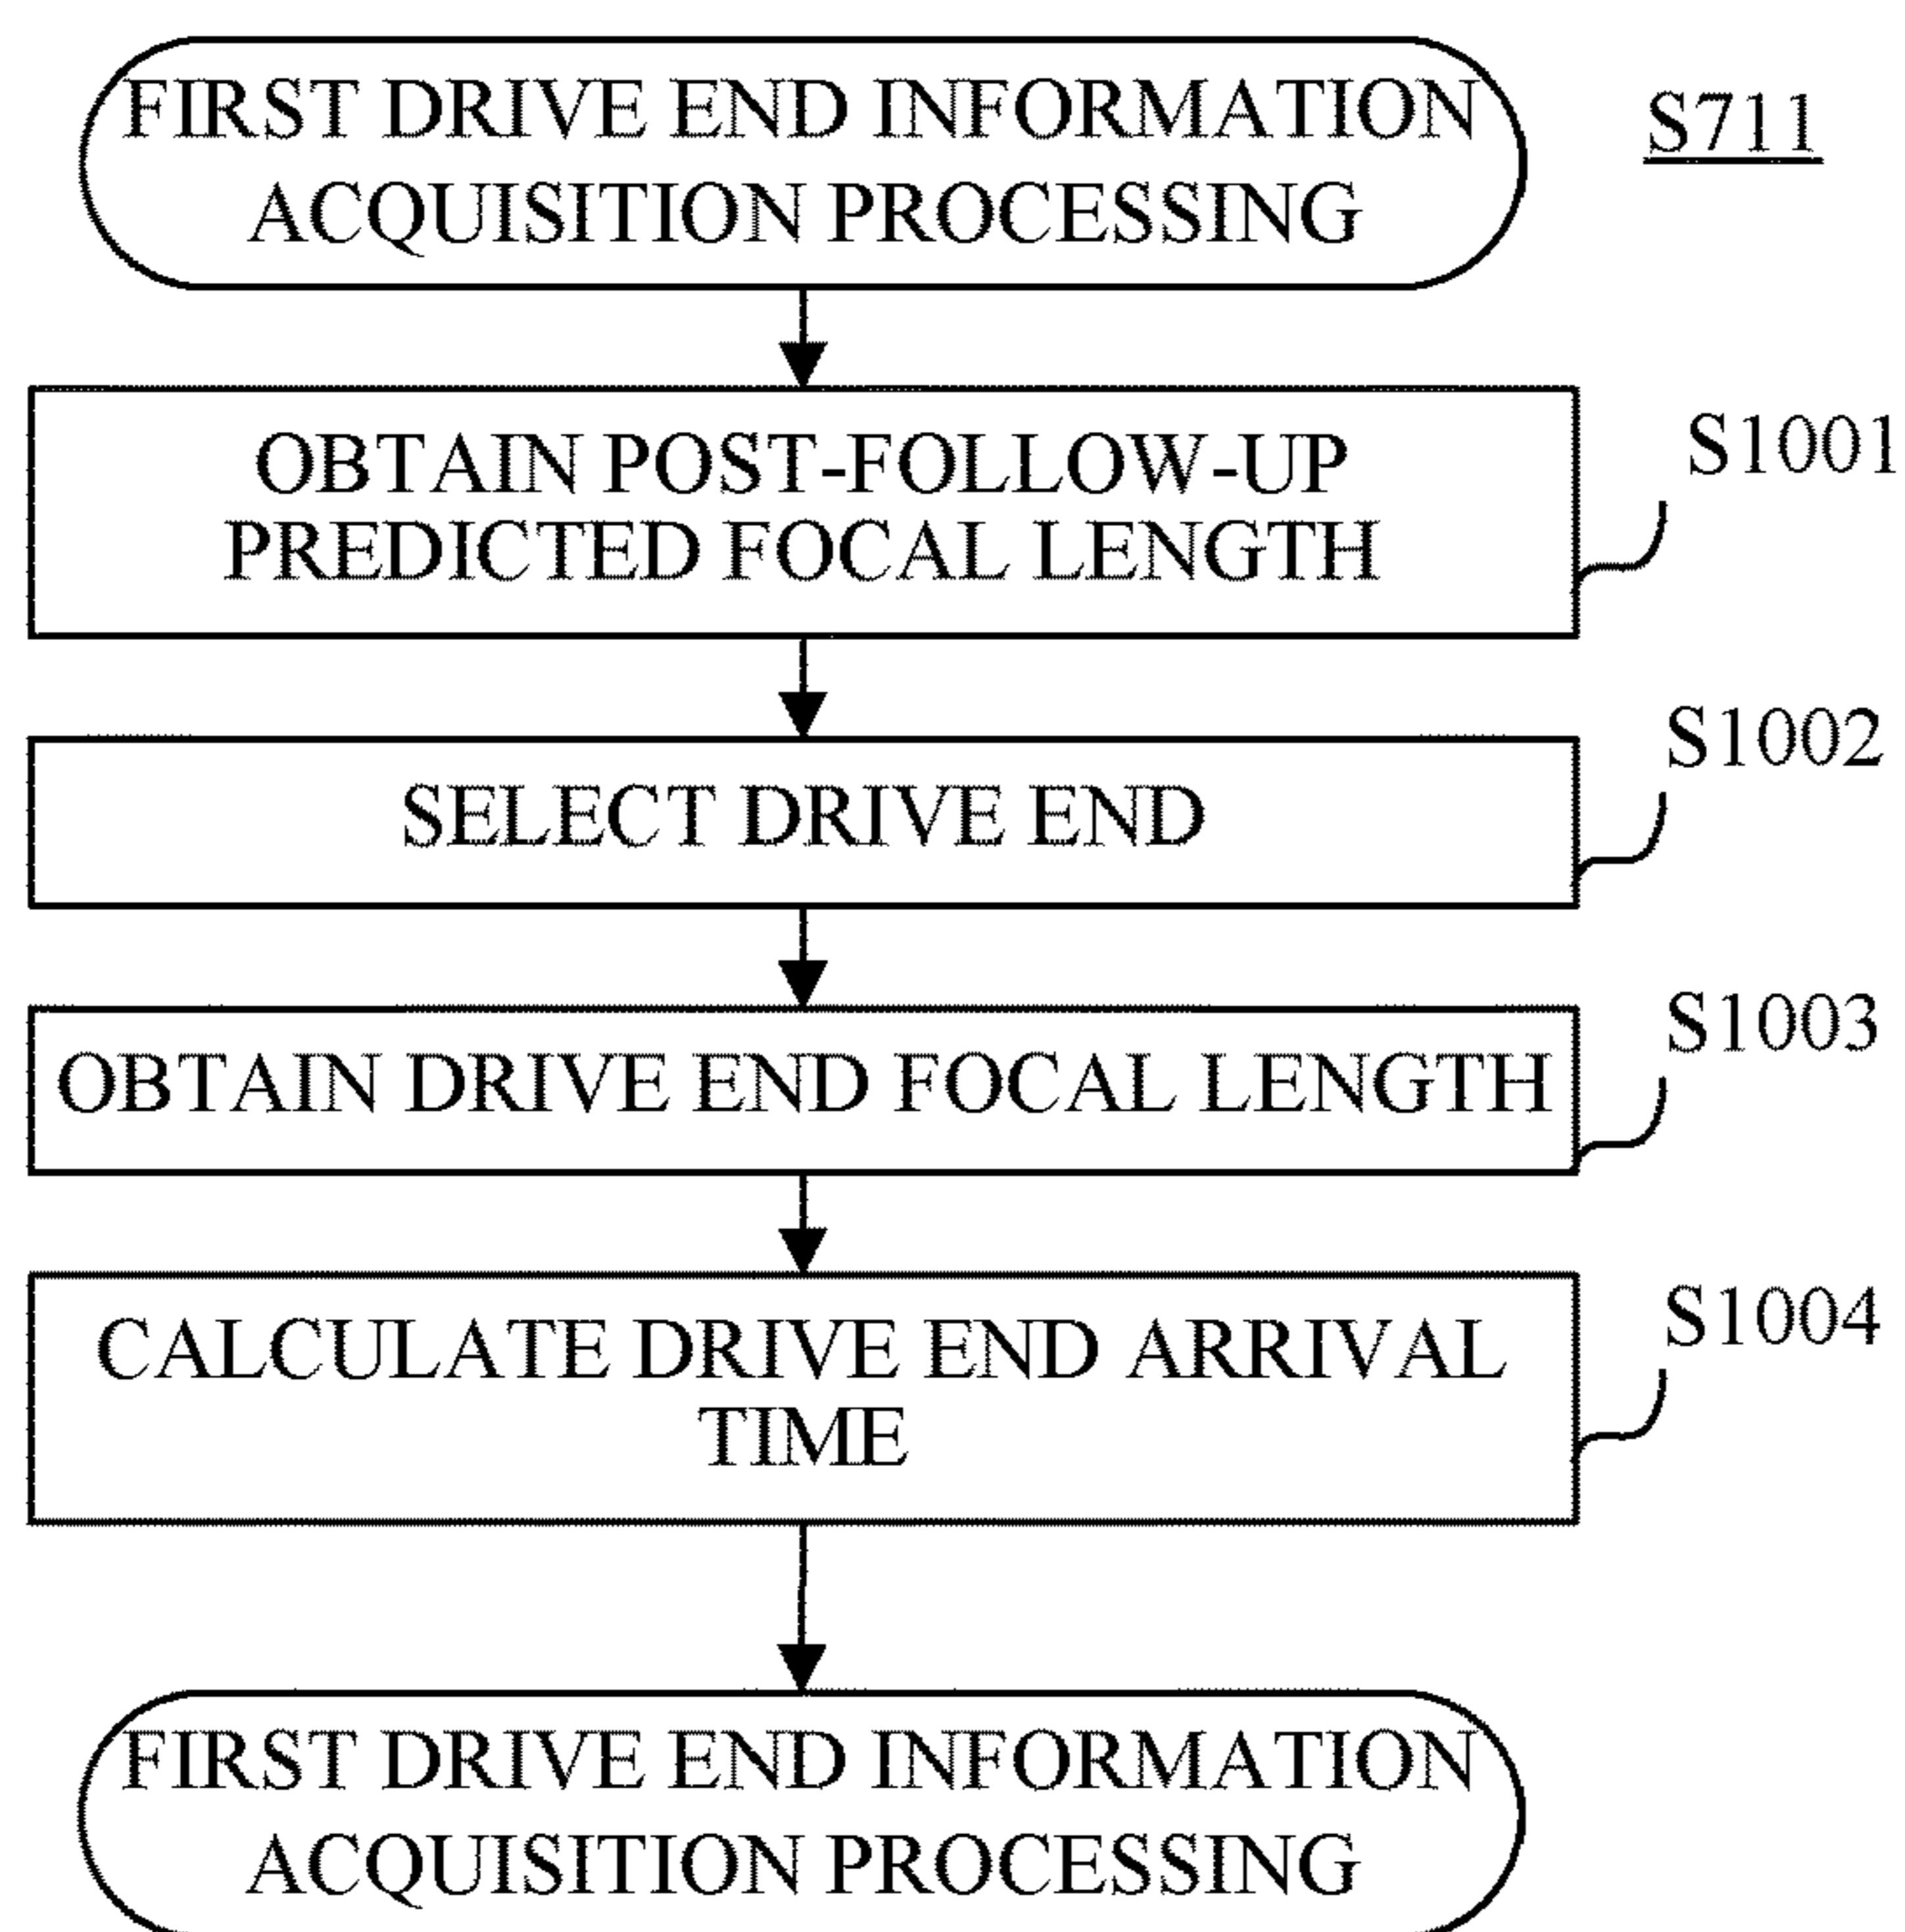 FIRST DRIVE END INFORMATION
ACQUISITION PROCESSING
S711
OBTAIN POST-FOLLOW-UP
PREDICTED FOCAL LENGTH
S1001
SELECT DRIVE END
S1002
OBTAIN DRIVE END FOCAL LENGTH
S1003
CALCULATE DRIVE END ARRIVAL
TIME
S1004
FIRST DRIVE END INFORMATION
ACQUISITION PROCESSING